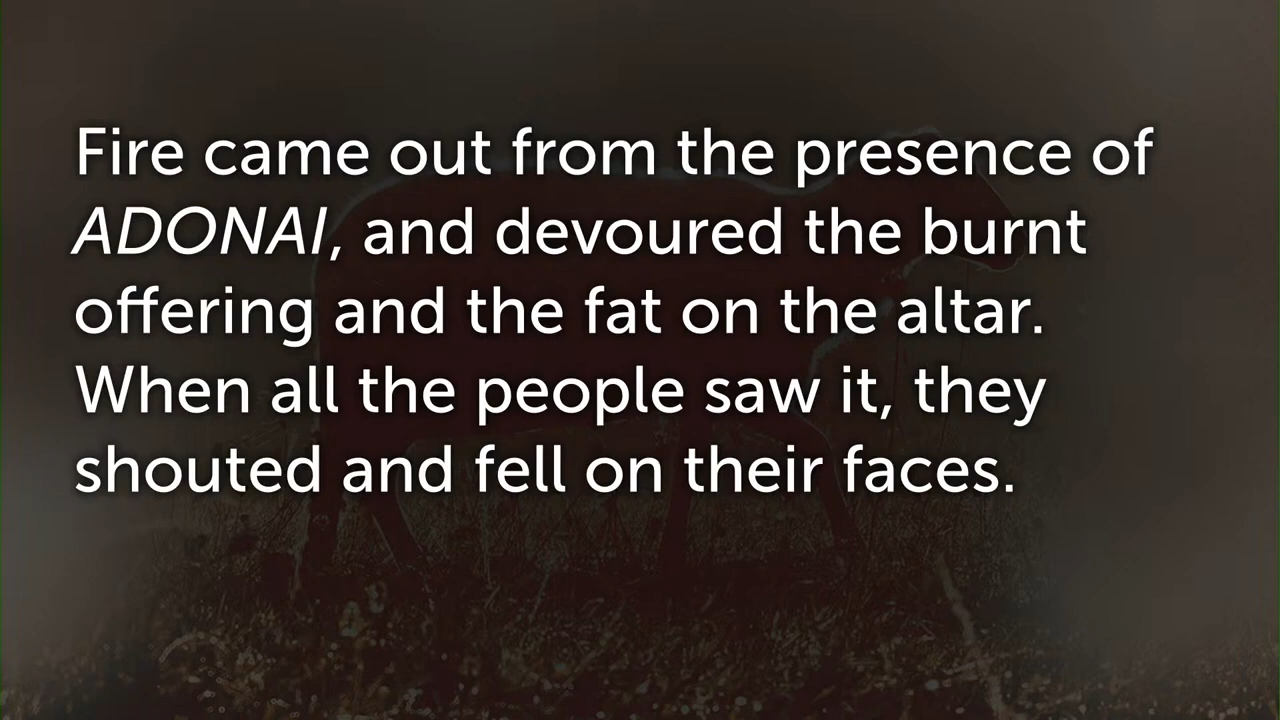 Fire came out from the presence of
ADONAI, and devoured the burnt
offering and the fat on the altar.
When all the people saw it, they
shouted and fell on their faces.